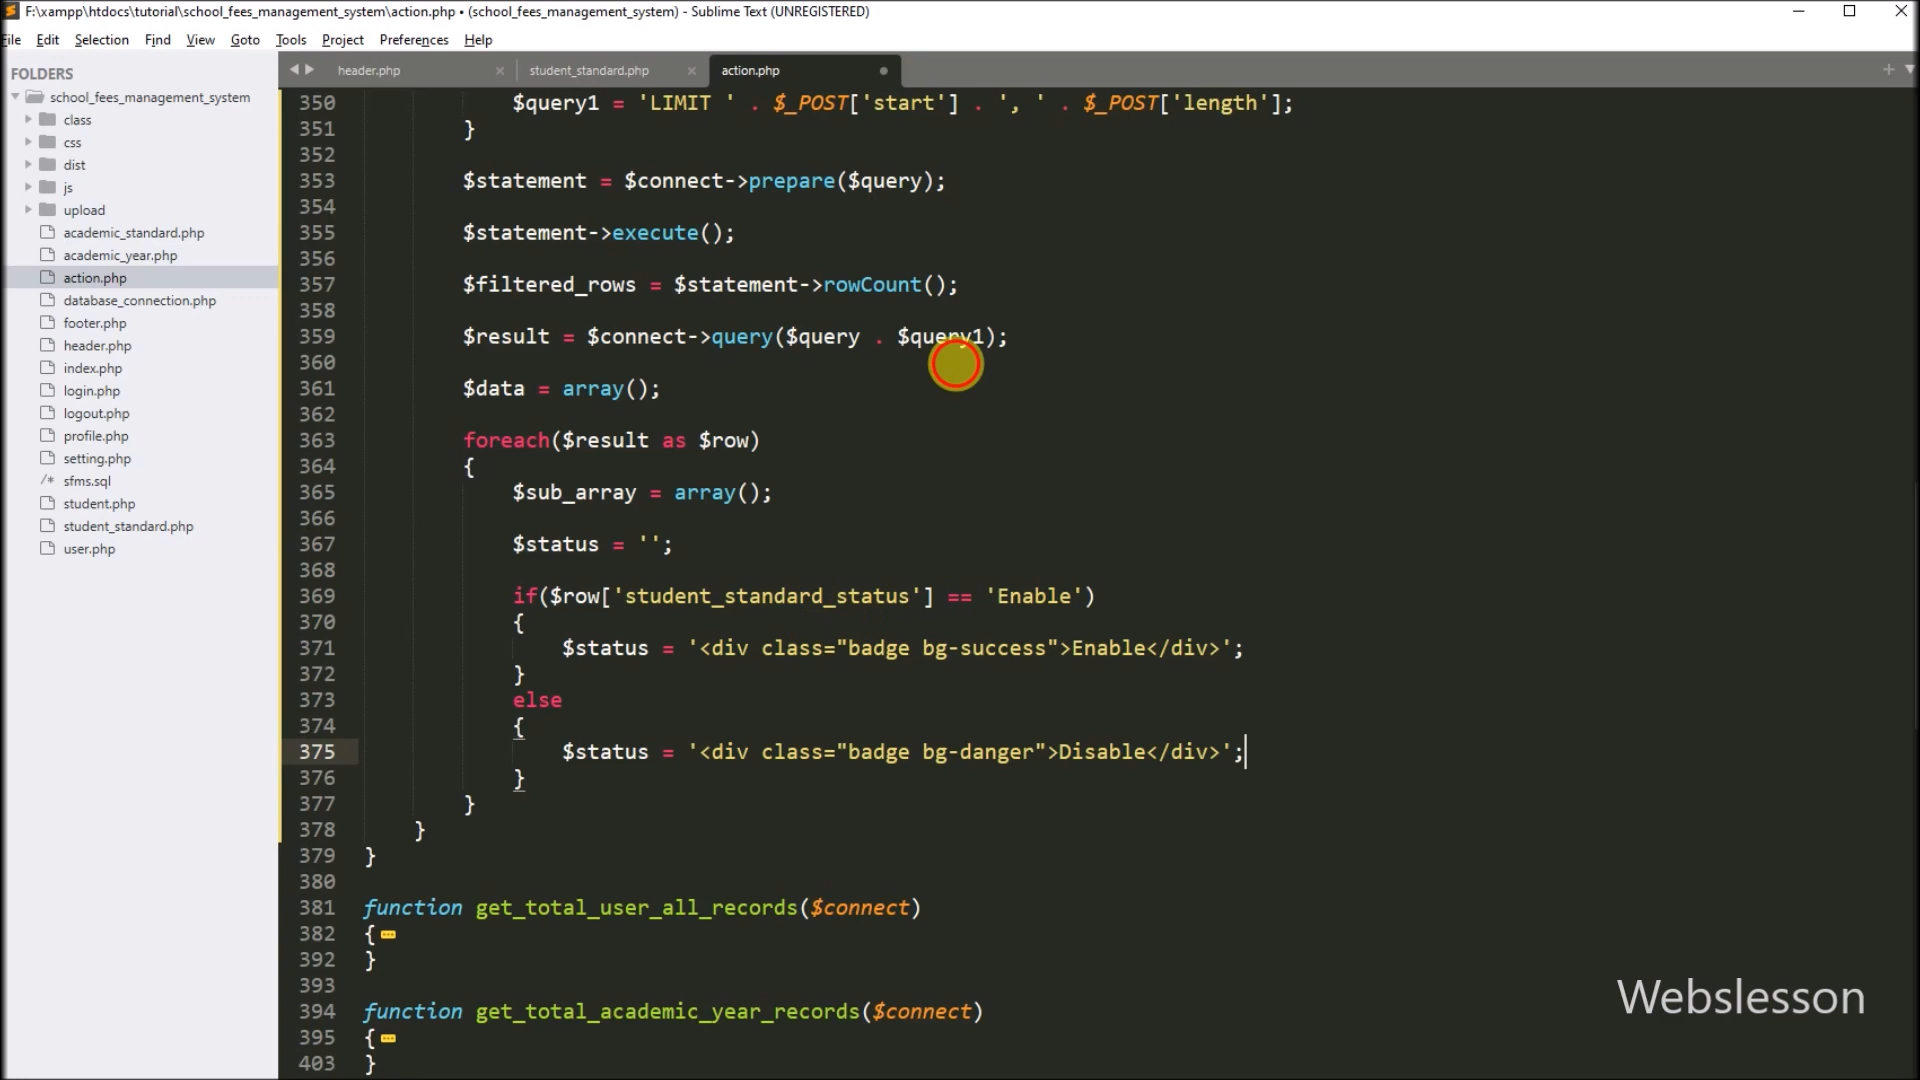 F:\xampp\htdocs\tutorial\school_fees_management_system\action.php • (school_fees_management_system) - Sublime Text (UNREGISTERED)
File Edit Selection Find View Goto Tools Project Preferences Help
FOLDERS
school_fees_management_system
class
css
dist
js
upload
academic_standard.php
academic_year.php
action.php
database_connection.php
footer.php
header.php
index.php
login.php
logout.php
profile.php
setting.php
/* sfms.sql
student.php
student_standard.php
user.php
header.php student_standard.php action.php
350 $query1 = 'LIMIT ' . $_POST['start'] . ', ' . $_POST['length'];
351 }
352
353 $statement = $connect->prepare($query);
354
355 $statement->execute();
356
357 $filtered_rows = $statement->rowCount();
358
359 $result = $connect->query($query . $query1);
360
361 $data = array();
362
363 foreach($result as $row)
364 {
365 $sub_array = array();
366
367 $status = '';
368
369 if($row['student_standard_status'] == 'Enable')
370 {
371 $status = '<div class="badge bg-success">Enable</div>';
372 }
373 else
374 {
375 $status = '<div class="badge bg-danger">Disable</div>';
376 }
377 }
378 }
379 }
380
381 function get_total_user_all_records($connect)
382 {
392 }
393
394 function get_total_academic_year_records($connect)
395 {
403 }
Webslesson